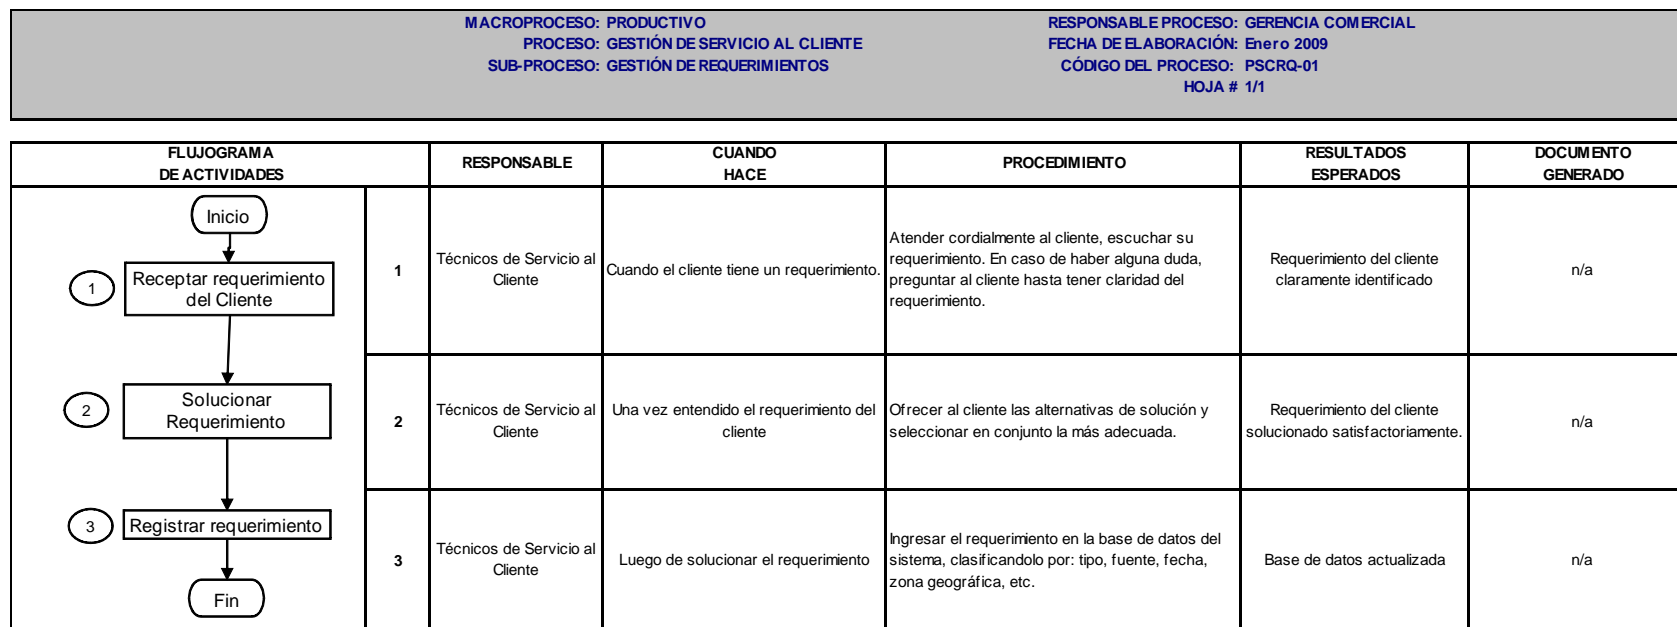 MACROPROCESO: PRODUCTIVO
PROCESO: GESTIÓN DE SERVICIO AL CLIENTE
SUB-PROCESO: GESTIÓN DE REQUERIMIENTOS
RESPONSABLE PROCESO: GERENCIA COMERCIAL
FECHA DE ELABORACIÓN: Enero 2009
CÓDIGO DEL PROCESO: PSCRQ-01
HOJA # 1/1
FLUJOGRAMA
DE ACTIVIDADES
RESPONSABLE
CUANDO
HACE
PROCEDIMIENTO
RESULTADOS
ESPERADOS
DOCUMENTO
GENERADO
Inicio
1
Receptar requerimiento
del Cliente
1
Técnicos de Servicio al
Cliente
Cuando el cliente tiene un requerimiento.
Atender cordialmente al cliente, escuchar su
requerimiento. En caso de haber alguna duda,
preguntar al cliente hasta tener claridad del
requerimiento.
Requerimiento del cliente
claramente identificado
n/a
2
Solucionar
Requerimiento
2
Técnicos de Servicio al
Cliente
Una vez entendido el requerimiento del
cliente
Ofrecer al cliente las alternativas de solución y
seleccionar en conjunto la más adecuada.
Requerimiento del cliente
solucionado satisfactoriamente.
n/a
3
Registrar requerimiento
Fin
3
Técnicos de Servicio al
Cliente
Luego de solucionar el requerimiento
Ingresar el requerimiento en la base de datos del
sistema, clasificandolo por: tipo, fuente, fecha,
zona geográfica, etc.
Base de datos actualizada
n/a